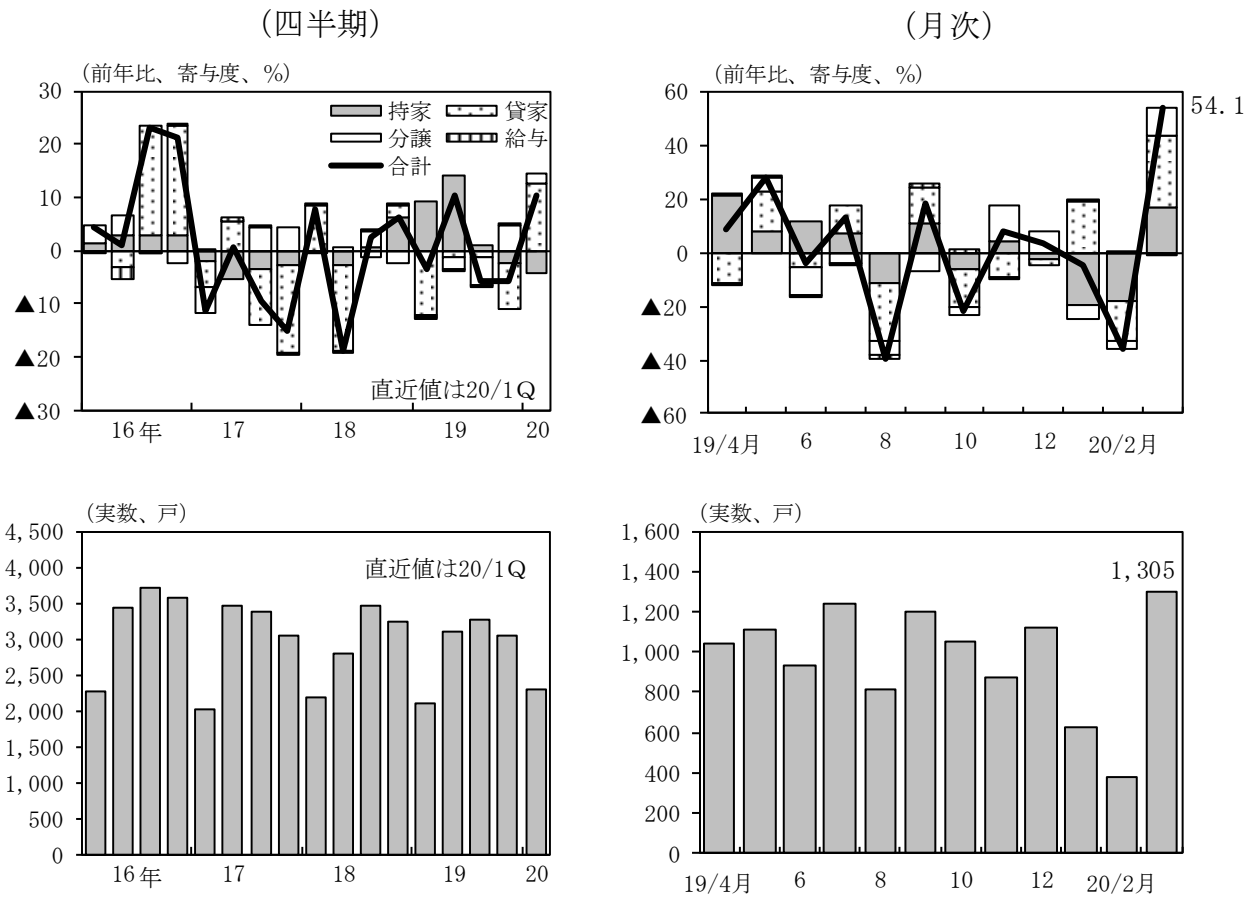 (四半期)
(前年比、寄与度、%)
30
20
10
0
▲10
▲20
▲30
持家
貸家
分譲
給与
合計
直近値は20/1Q
16年
17
18
19
20
(月次)
(前年比、寄与度、%)
60
40
20
0
▲20
▲40
▲60
54.1
19/4月
6
8
10
12
20/2月
(実数、戸)
4,500
4,000
3,500
3,000
2,500
2,000
1,500
1,000
500
0
直近値は20/1Q
16年
17
18
19
20
(実数、戸)
1,600
1,400
1,200
1,000
800
600
400
200
0
1,305
19/4月
6
8
10
12
20/2月